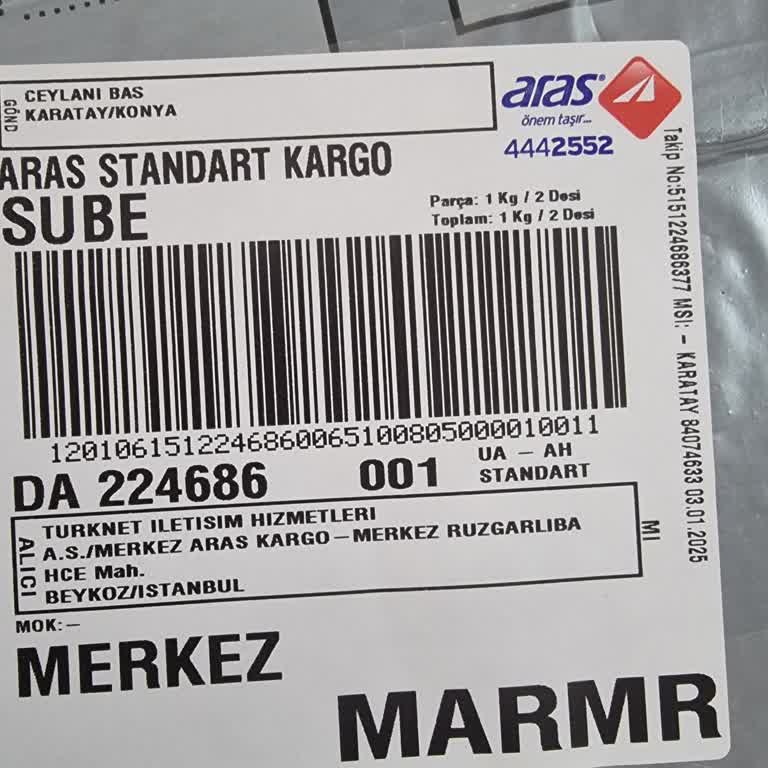 GÖND
CEYLANI BAS
KARATAY/KONYA
aras
önem taşır...
4442552
ARAS STANDART KARGO
SUBE
Parça: 1 Kg / 2 Desi
Toplam: 1 Kg / 2 Desi
1201061512246860065100805000010011
DA 224686 001 UA - AH
STANDART
ALICI
TURKNET ILETISIM HIZMETLERI
A.S./MERKEZ ARAS KARGO-MERKEZ RUZGARLIBA
HCE Mah.
BEYKOZ/ISTANBUL
MI
MOK:-
MERKEZ
MARMR
Takip No:5151224686377 MSI: - KARATAY 84074633 03.01.2025